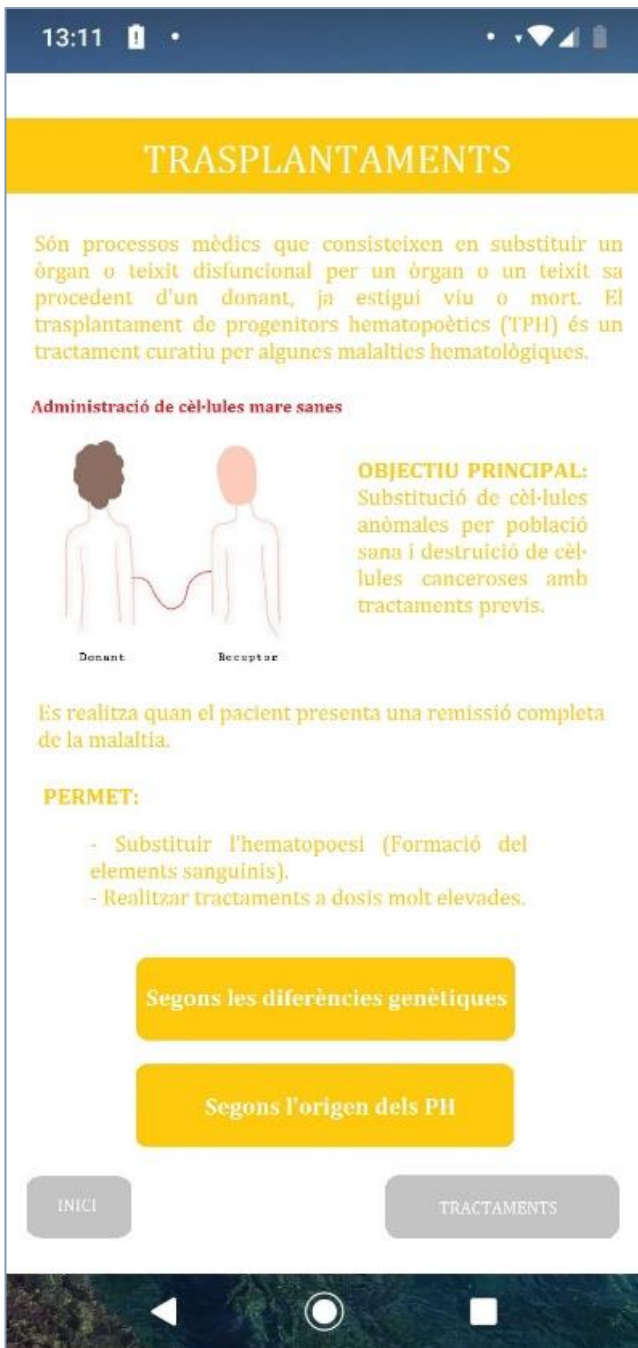 13:11
TRASPLANTAMENTS
Són processos mèdics que consisteixen en substituir un
òrgan o teixit disfuncional per un òrgan o un teixit sa
procedent d'un donant, ja estigui viu o mort. El
trasplantament de progenitors hematopoètics (TPH) és un
tractament curatiu per algunes malalties hematològiques.
Administració de cèl·lules mare sanes
Donant
Receptor
OBJECTIU PRINCIPAL:
Substitució de cèl·lules
anòmales per població
sana i destruició de cèl·
lules canceroses amb
tractaments previs.
Es realitza quan el pacient presenta una remissió completa
de la malaltia.
PERMET:
- Substituir l'hematopoesi (Formació del
elements sanguinis).
- Realitzar tractaments a dosis molt elevades.
Segons les diferències genètiques
Segons l'origen dels PH
INICI
TRACTAMENTS